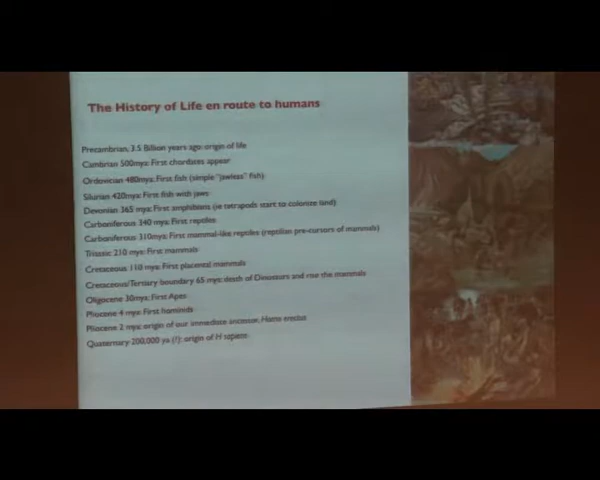 The History of Life en route to humans
Precambrian, 3.5 Billion years ago: origin of life
Cambrian 500mya: First chordates appear
Ordovician 480mya: First fish (simple "jawless" fish)
Silurian 420mya: First fish with jaws
Devonian 365 mya: First amphibians (ie tetrapods start to colonize land)
Carboniferous 340 mya: First reptiles
Carboniferous 310mya: First mammal-like reptiles (reptilian pre-cursors of mammals)
Triassic 210 mya: First mammals
Cretaceous 110 mya: First placental mammals
Cretaceous/Tertiary boundary 65 mya: death of Dinosaurs and rise the mammals
Oligocene 30mya: First Apes
Pliocene 4 mya: First hominids
Pliocene 2 mya: origin of our immediate ancestor, Homo erectus
Quaternary 200,000 ya (?): origin of H sapiens